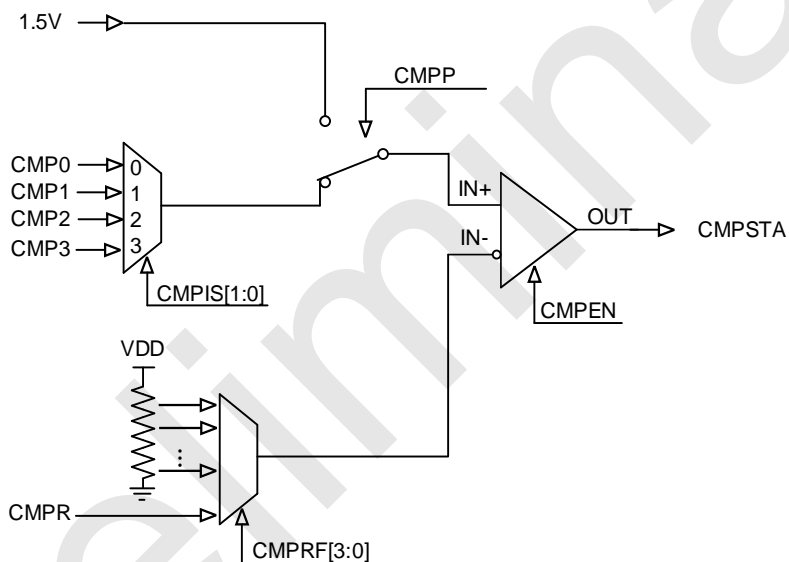 1.5V
CMPP
CMP0
CMP1
CMP2
CMP3
0
1
2
3
IN+
IN-
OUT
CMPSTA
CMPIS[1:0]
CMPEN
VDD
CMPR
CMPRF[3:0]
elimina